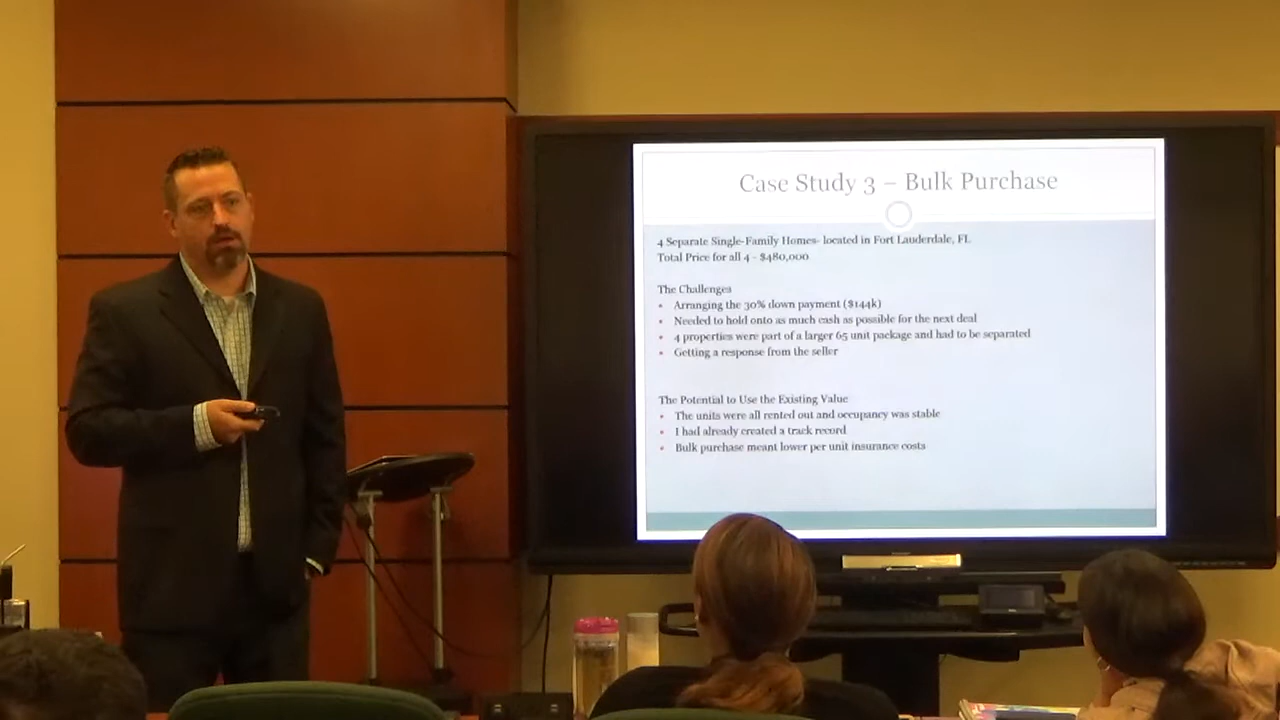 Case Study 3 – Bulk Purchase
4 Separate Single-Family Homes- located in Fort Lauderdale, FL
Total Price for all 4 - $480,000
The Challenges
• Arranging the 30% down payment ($144k)
• Needed to hold onto as much cash as possible for the next deal
• 4 properties were part of a larger 65 unit package and had to be separated
• Getting a response from the seller
The Potential to Use the Existing Value
• The units were all rented out and occupancy was stable
• I had already created a track record
• Bulk purchase meant lower per unit insurance costs